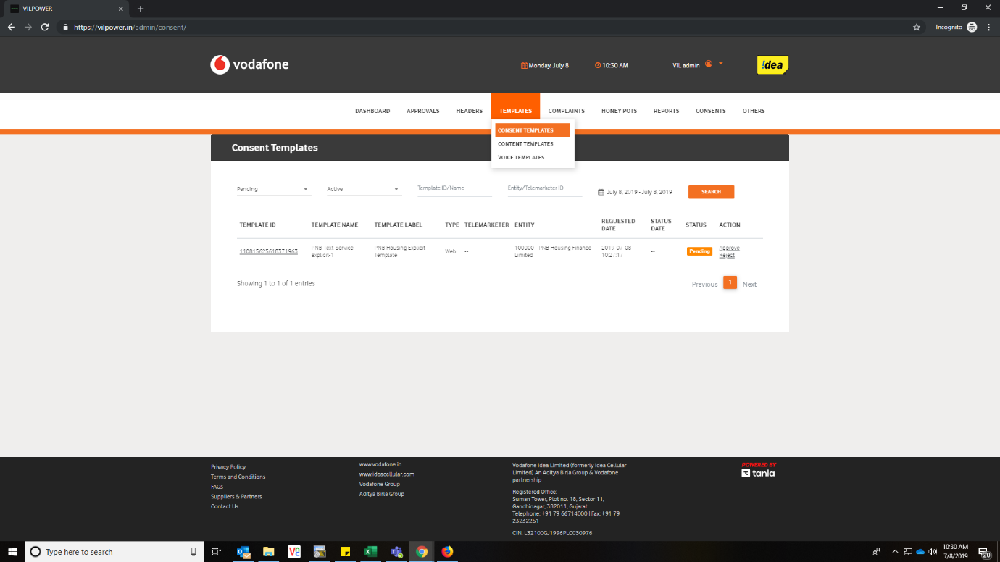 VILPOWER
https://vilpower.in/admin/consent/
Incognito
vodafone
Monday, July 8
10:30 AM
VIL admin
!dea
DASHBOARD APPROVALS HEADERS TEMPLATES COMPLAINTS HONEY POTS REPORTS CONSENTS OTHERS
CONSENT TEMPLATES
CONTENT TEMPLATES
VOICE TEMPLATES
Consent Templates
Pending Active Template ID/Name Entity/Telemarketer ID July 8, 2019 - July 8, 2019 SEARCH
TEMPLATE ID TEMPLATE NAME TEMPLATE LABEL TYPE TELEMARKETER ENTITY REQUESTED DATE STATUS DATE STATUS ACTION
110815625618371963 PNB-Text-Service-explicit-1 PNB Housing Explicit Template Web -- 100000 - PNB Housing Finance Limited 2019-07-08 10:27:17 -- Pending Approve Reject
Showing 1 to 1 of 1 entries
Previous 1 Next
Privacy Policy
Terms and Conditions
FAQs
Suppliers & Partners
Contact Us
www.vodafone.in
www.ideacellular.com
Vodafone Group
Aditya Birla Group
Vodafone Idea Limited (formerly Idea Cellular
Limited) An Aditya Birla Group & Vodafone
partnership
Registered Office:
Suman Tower, Plot no. 18, Sector 11,
Gandhinagar, 382011, Gujarat
Telephone: +91 79 66714000 | Fax: +91 79
23232251
CIN: L32100GJ1996PLC030976
POWERED BY
tanla
Type here to search
10:30 AM
7/8/2019
20